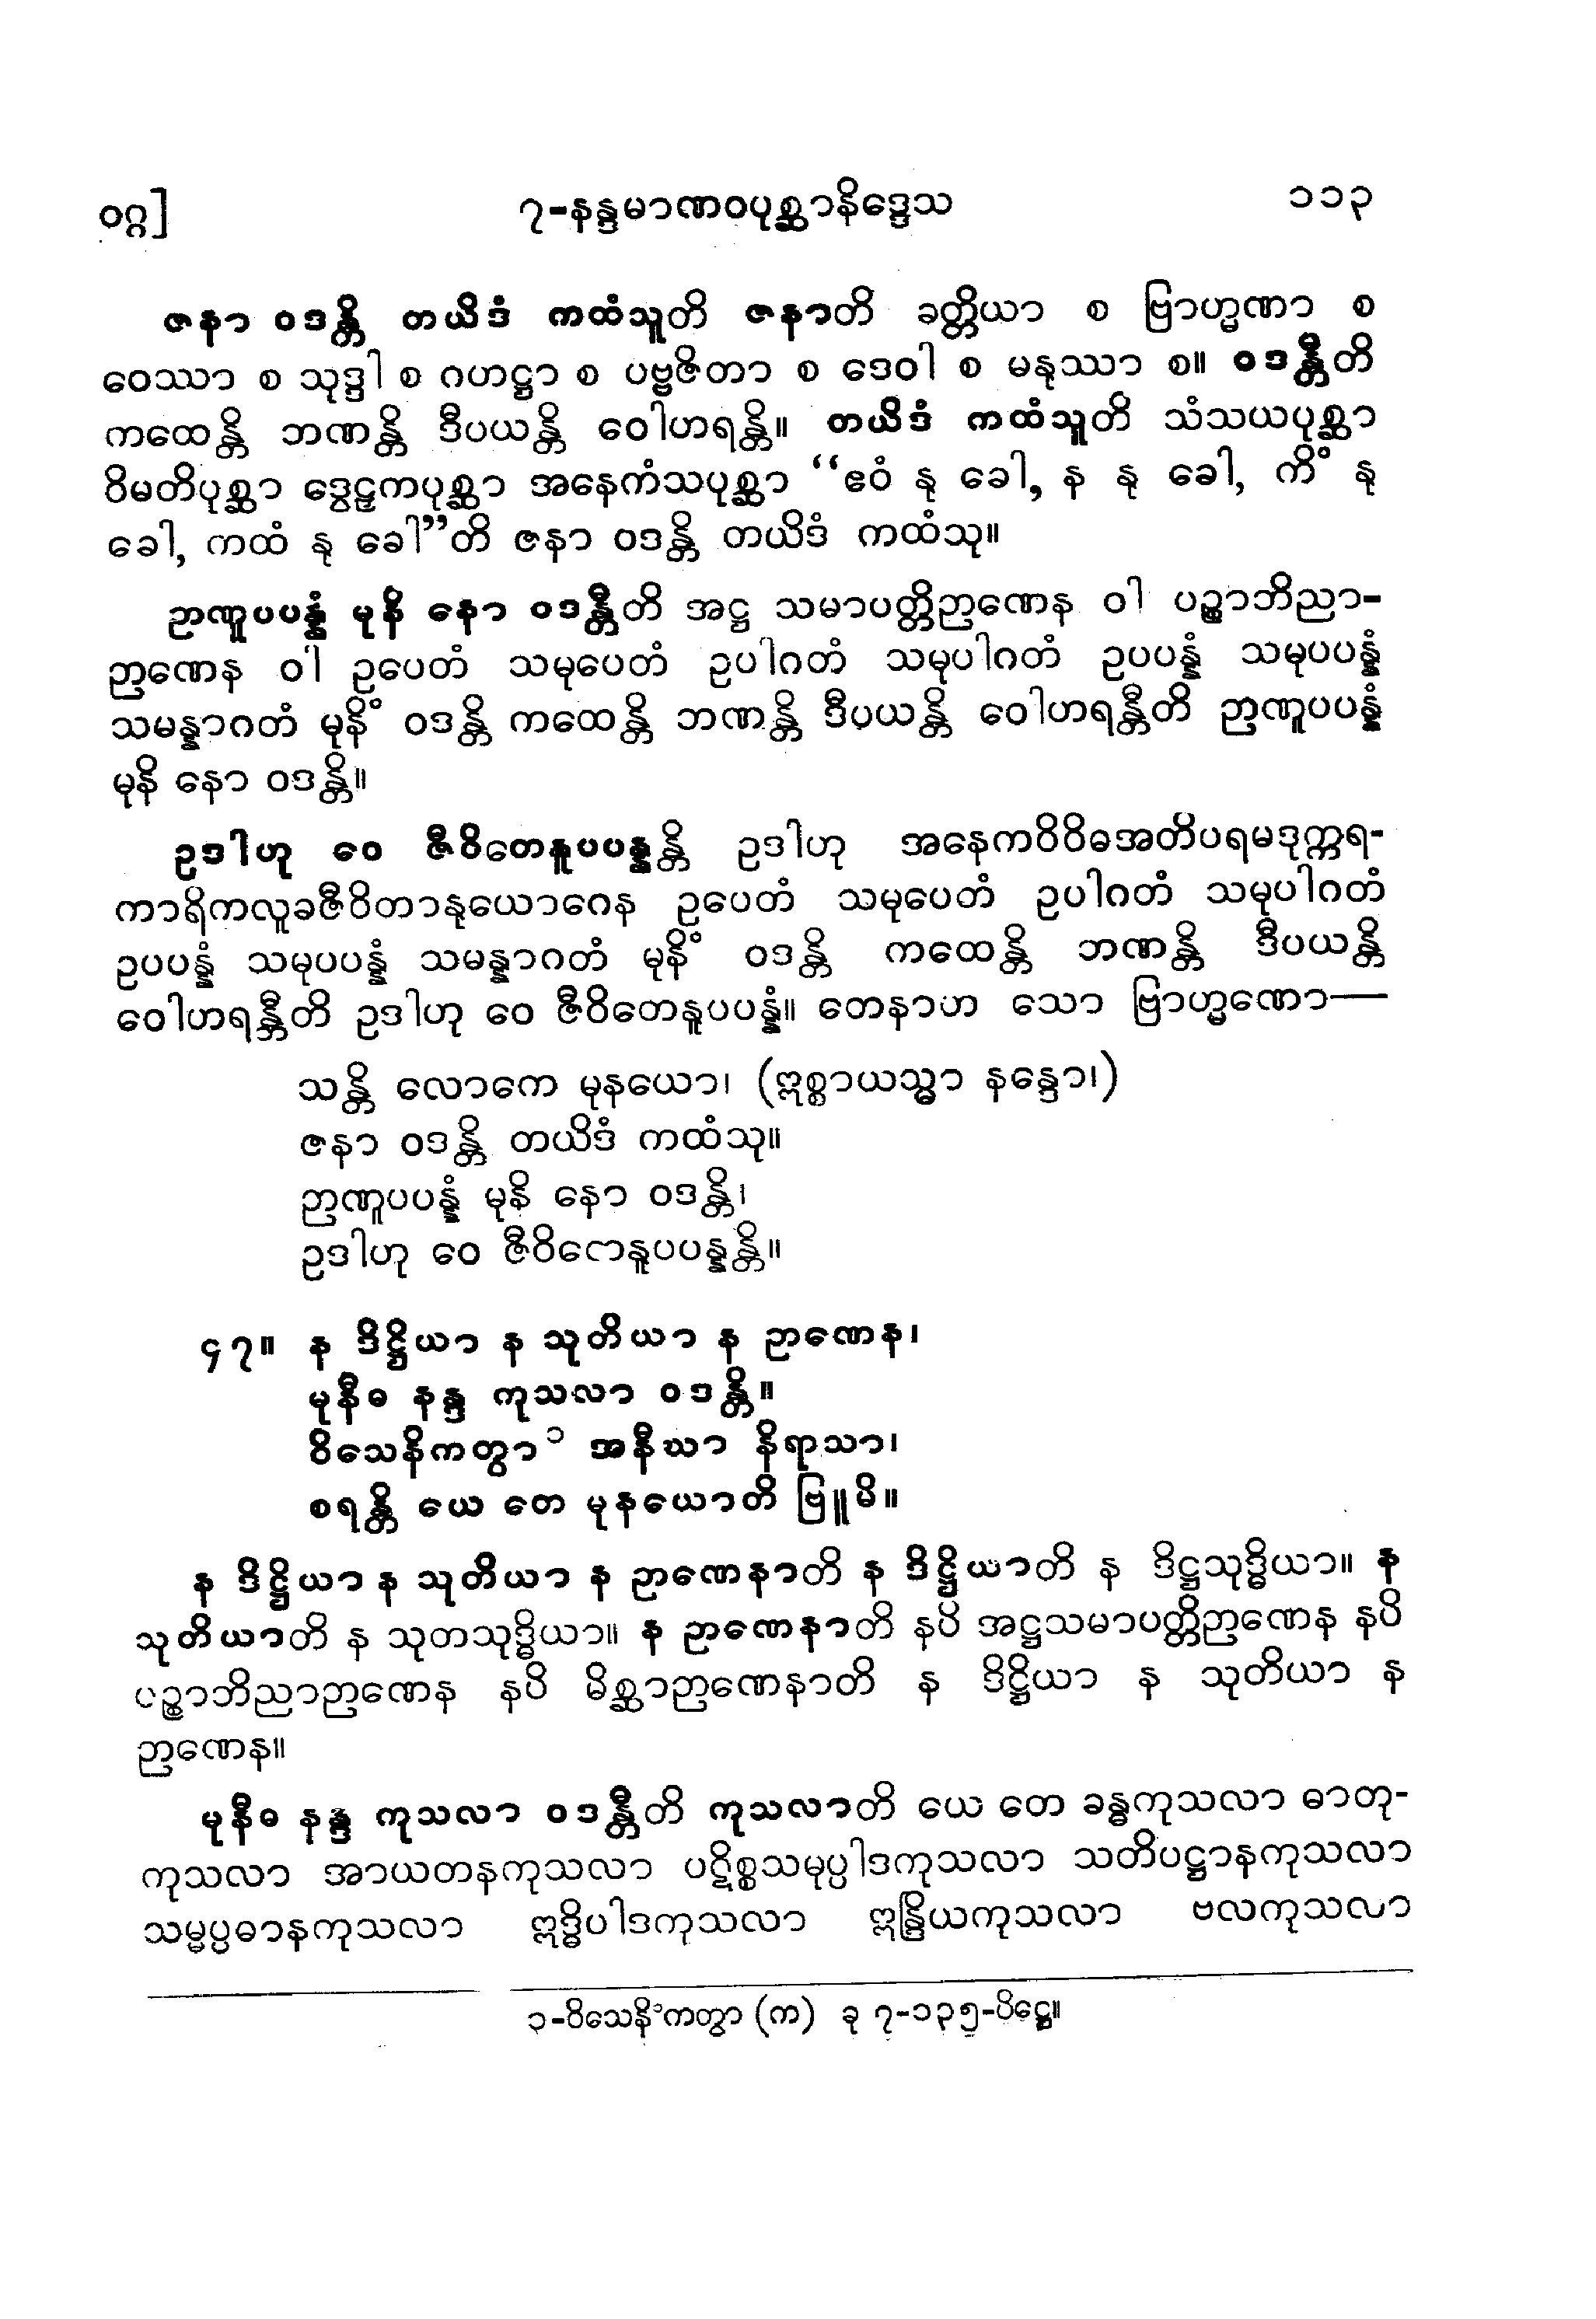 ဝဂ္ဂ]
၇-နန္ဒမာဏဝပုစ္ဆာနိဒ္ဒေသ
၁၁၃
ဇနာ ဝဒန္တိ တယိဒံ ကထံသူတိ ဇနာတိ ခတ္တိယာ စ ဗြာဟ္မဏာ စ
ဝေဿာ စ သုဒ္ဒါ စ ဂဟဋ္ဌာ စ ပဗ္ဗဇိတာ စ ဒေဝါ စ မနုဿာ စ။ ဝဒန္တီတိ
ကထေန္တိ ဘဏန္တိ ဒီပယန္တိ ဝေါဟရန္တိ။ တယိဒံ ကထံသူတိ သံသယပုစ္ဆာ
ဝိမတိပုစ္ဆာ ဒွေဠှကပုစ္ဆာ အနေကံသပုစ္ဆာ “ဧဝံ နု ခေါ, န နု ခေါ, ကိံ နု
ခေါ, ကထံ နု ခေါ”တိ ဇနာ ဝဒန္တိ တယိဒံ ကထံသု။
ဉာဏူပပန္နံ မုနိ နော ဝဒန္တီတိ အဋ္ဌ သမာပတ္တိဉာဏေန ဝါ ပဉ္စာဘိညာ-
ဉာဏေန ဝါ ဥပေတံ သမုပေတံ ဥပါဂတံ သမုပါဂတံ ဥပပန္နံ သမုပပန္နံ
သမန္နာဂတံ မုနိံ ဝဒန္တိ ကထေန္တိ ဘဏန္တိ ဒီပယန္တိ ဝေါဟရန္တီတိ ဉာဏူပပန္နံ
မုနိ နော ဝဒန္တိ။
ဥဒါဟု ဝေ ဇီဝိတေနူပပန္နန္တိ ဥဒါဟု အနေကဝိဝိဓအတိပရမဒုက္ကရ-
ကာရိကလူခဇီဝိတာနုယောဂေန ဥပေတံ သမုပေတံ ဥပါဂတံ သမုပါဂတံ
ဥပပန္နံ သမုပပန္နံ သမန္နာဂတံ မုနိံ ဝဒန္တိ ကထေန္တိ ဘဏန္တိ ဒီပယန္တိ
ဝေါဟရန္တီတိ ဥဒါဟု ဝေ ဇီဝိတေနူပပန္နံ။ တေနာဟ သော ဗြာဟ္မဏော—
သန္တိ လောကေ မုနယော၊ (ဣစ္စာယသ္မာ နန္ဒော၊)
ဇနာ ဝဒန္တိ တယိဒံ ကထံသု။
ဉာဏူပပန္နံ မုနိ နော ဝဒန္တိ၊
ဥဒါဟု ဝေ ဇီဝိတေနူပပန္နန္တိ။
၄၇။ န ဒိဋ္ဌိယာ န သုတိယာ န ဉာဏေန၊
မုနီဓ နန္ဒ ကုသလာ ဝဒန္တိ။
ဝိသေနိကတွာ ၁ အနီဃာ နိရာသာ၊
စရန္တိ ယေ တေ မုနယောတိ ဗြူမိ။
န ဒိဋ္ဌိယာ န သုတိယာ န ဉာဏေနာတိ န ဒိဋ္ဌိယာတိ န ဒိဋ္ဌသုဒ္ဓိယာ။ န
သုတိယာတိ န သုတသုဒ္ဓိယာ။ န ဉာဏေနာတိ နပိ အဋ္ဌသမာပတ္တိဉာဏေန နပိ
ပဉ္စာဘိညာဉာဏေန နပိ မိစ္ဆာဉာဏေနာတိ န ဒိဋ္ဌိယာ န သုတိယာ န
ဉာဏေန။
မုနီဓ နန္ဒ ကုသလာ ဝဒန္တီတိ ကုသလာတိ ယေ တေ ခန္ဓကုသလာ ဓာတု-
ကုသလာ အာယတနကုသလာ ပဋိစ္စသမုပ္ပါဒကုသလာ သတိပဋ္ဌာနကုသလာ
သမ္မပ္ပဓာနကုသလာ ဣဒ္ဓိပါဒကုသလာ ဣန္ဒြိယကုသလာ ဗလကုသလာ
၁-ဝိသေနိံကတွာ (က) ခု ၇-၁၃၅-ပိဋ္ဌေ။